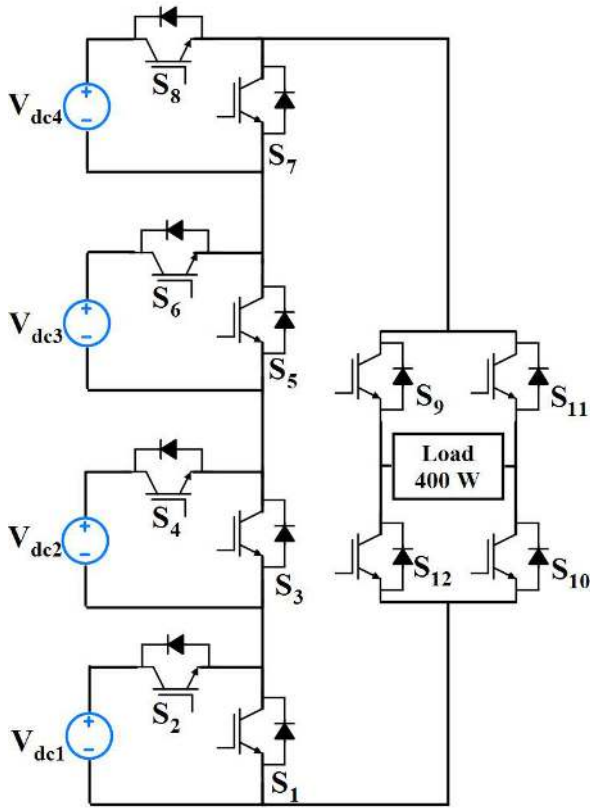 S8
Vdc4
+
−
S7
S6
Vdc3
+
−
S5
S9
S11
Load
400 W
S4
Vdc2
+
−
S3
S12
S10
S2
Vdc1
+
−
S1